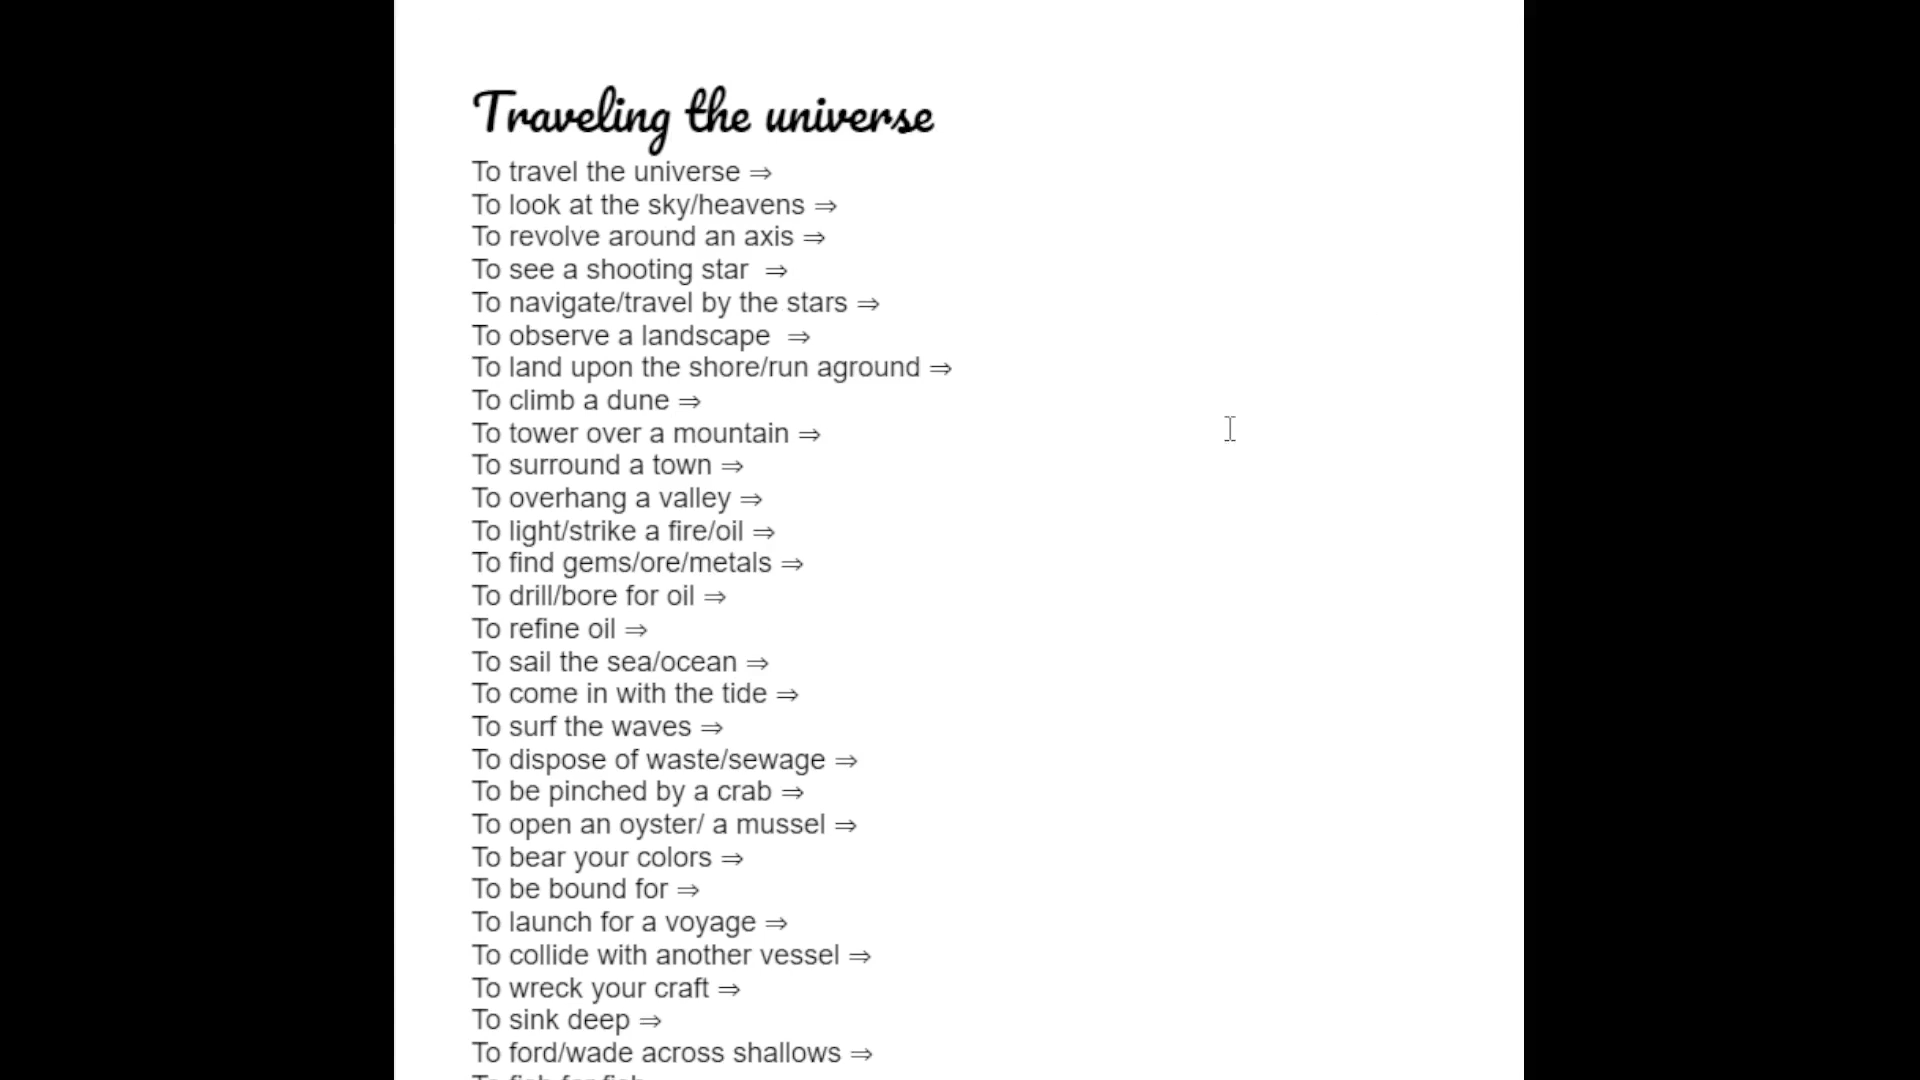 Traveling the universe
To travel the universe ⇒
To look at the sky/heavens ⇒
To revolve around an axis ⇒
To see a shooting star  ⇒
To navigate/travel by the stars ⇒
To observe a landscape  ⇒
To land upon the shore/run aground ⇒
To climb a dune ⇒
To tower over a mountain ⇒
To surround a town ⇒
To overhang a valley ⇒
To light/strike a fire/oil ⇒
To find gems/ore/metals ⇒
To drill/bore for oil ⇒
To refine oil ⇒
To sail the sea/ocean ⇒
To come in with the tide ⇒
To surf the waves ⇒
To dispose of waste/sewage ⇒
To be pinched by a crab ⇒
To open an oyster/ a mussel ⇒
To bear your colors ⇒
To be bound for ⇒
To launch for a voyage ⇒
To collide with another vessel ⇒
To wreck your craft ⇒
To sink deep ⇒
To ford/wade across shallows ⇒